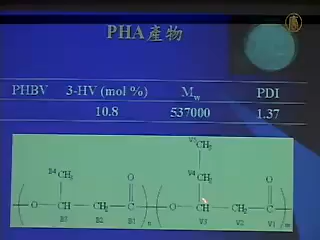 PHA產物
PHBV 3-HV (mol %) Mw PDI
10.8 537000 1.37
V5 CH3
B4 CH3 O V4 CH2 O
O CH CH2 C n O CH CH2 C m
B3 B2 B1 V3 V2 V1